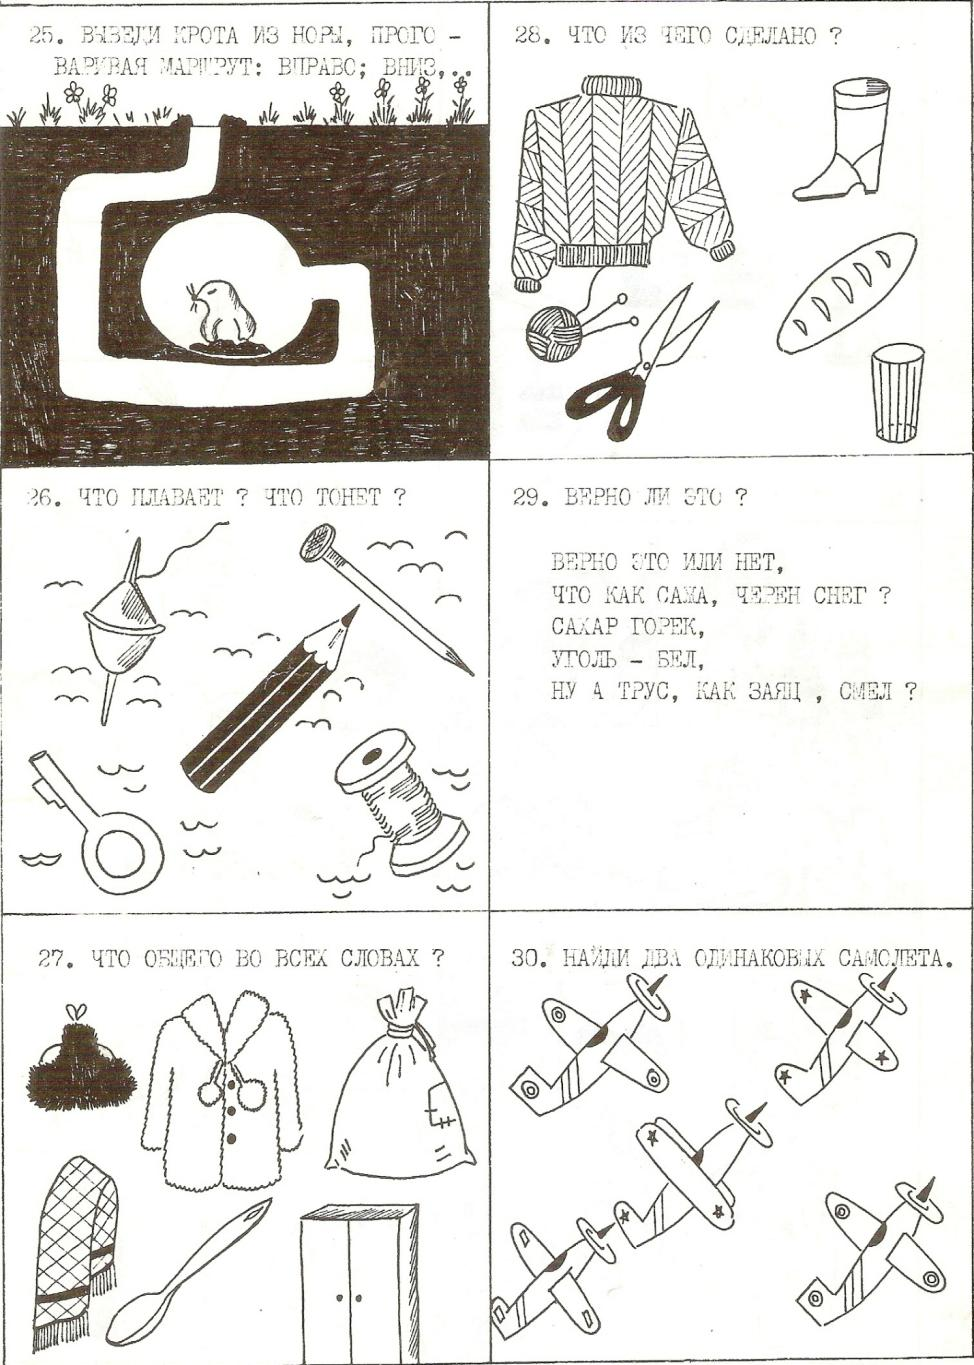 25. ВЫВЕДИ КРОТА ИЗ НОРЫ, ПРОГО -
ВАРИВАЯ МАРШРУТ: ВПРАВО; ВНИЗ,..
26. ЧТО ПЛАВАЕТ ? ЧТО ТОНЕТ ?
27. ЧТО ОБЩЕГО ВО ВСЕХ СЛОВАХ ?
28. ЧТО ИЗ ЧЕГО СДЕЛАНО ?
29. ВЕРНО ЛИ ЭТО ?
ВЕРНО ЭТО ИЛИ НЕТ,
ЧТО КАК САЖА, ЧЕРЕН СНЕГ ?
САХАР ГОРЕК,
УГОЛЬ - БЕЛ,
НУ А ТРУС, КАК ЗАЯЦ , СМЕЛ ?
30. НАЙДИ ДВА ОДИНАКОВЫХ САМОЛЕТА.